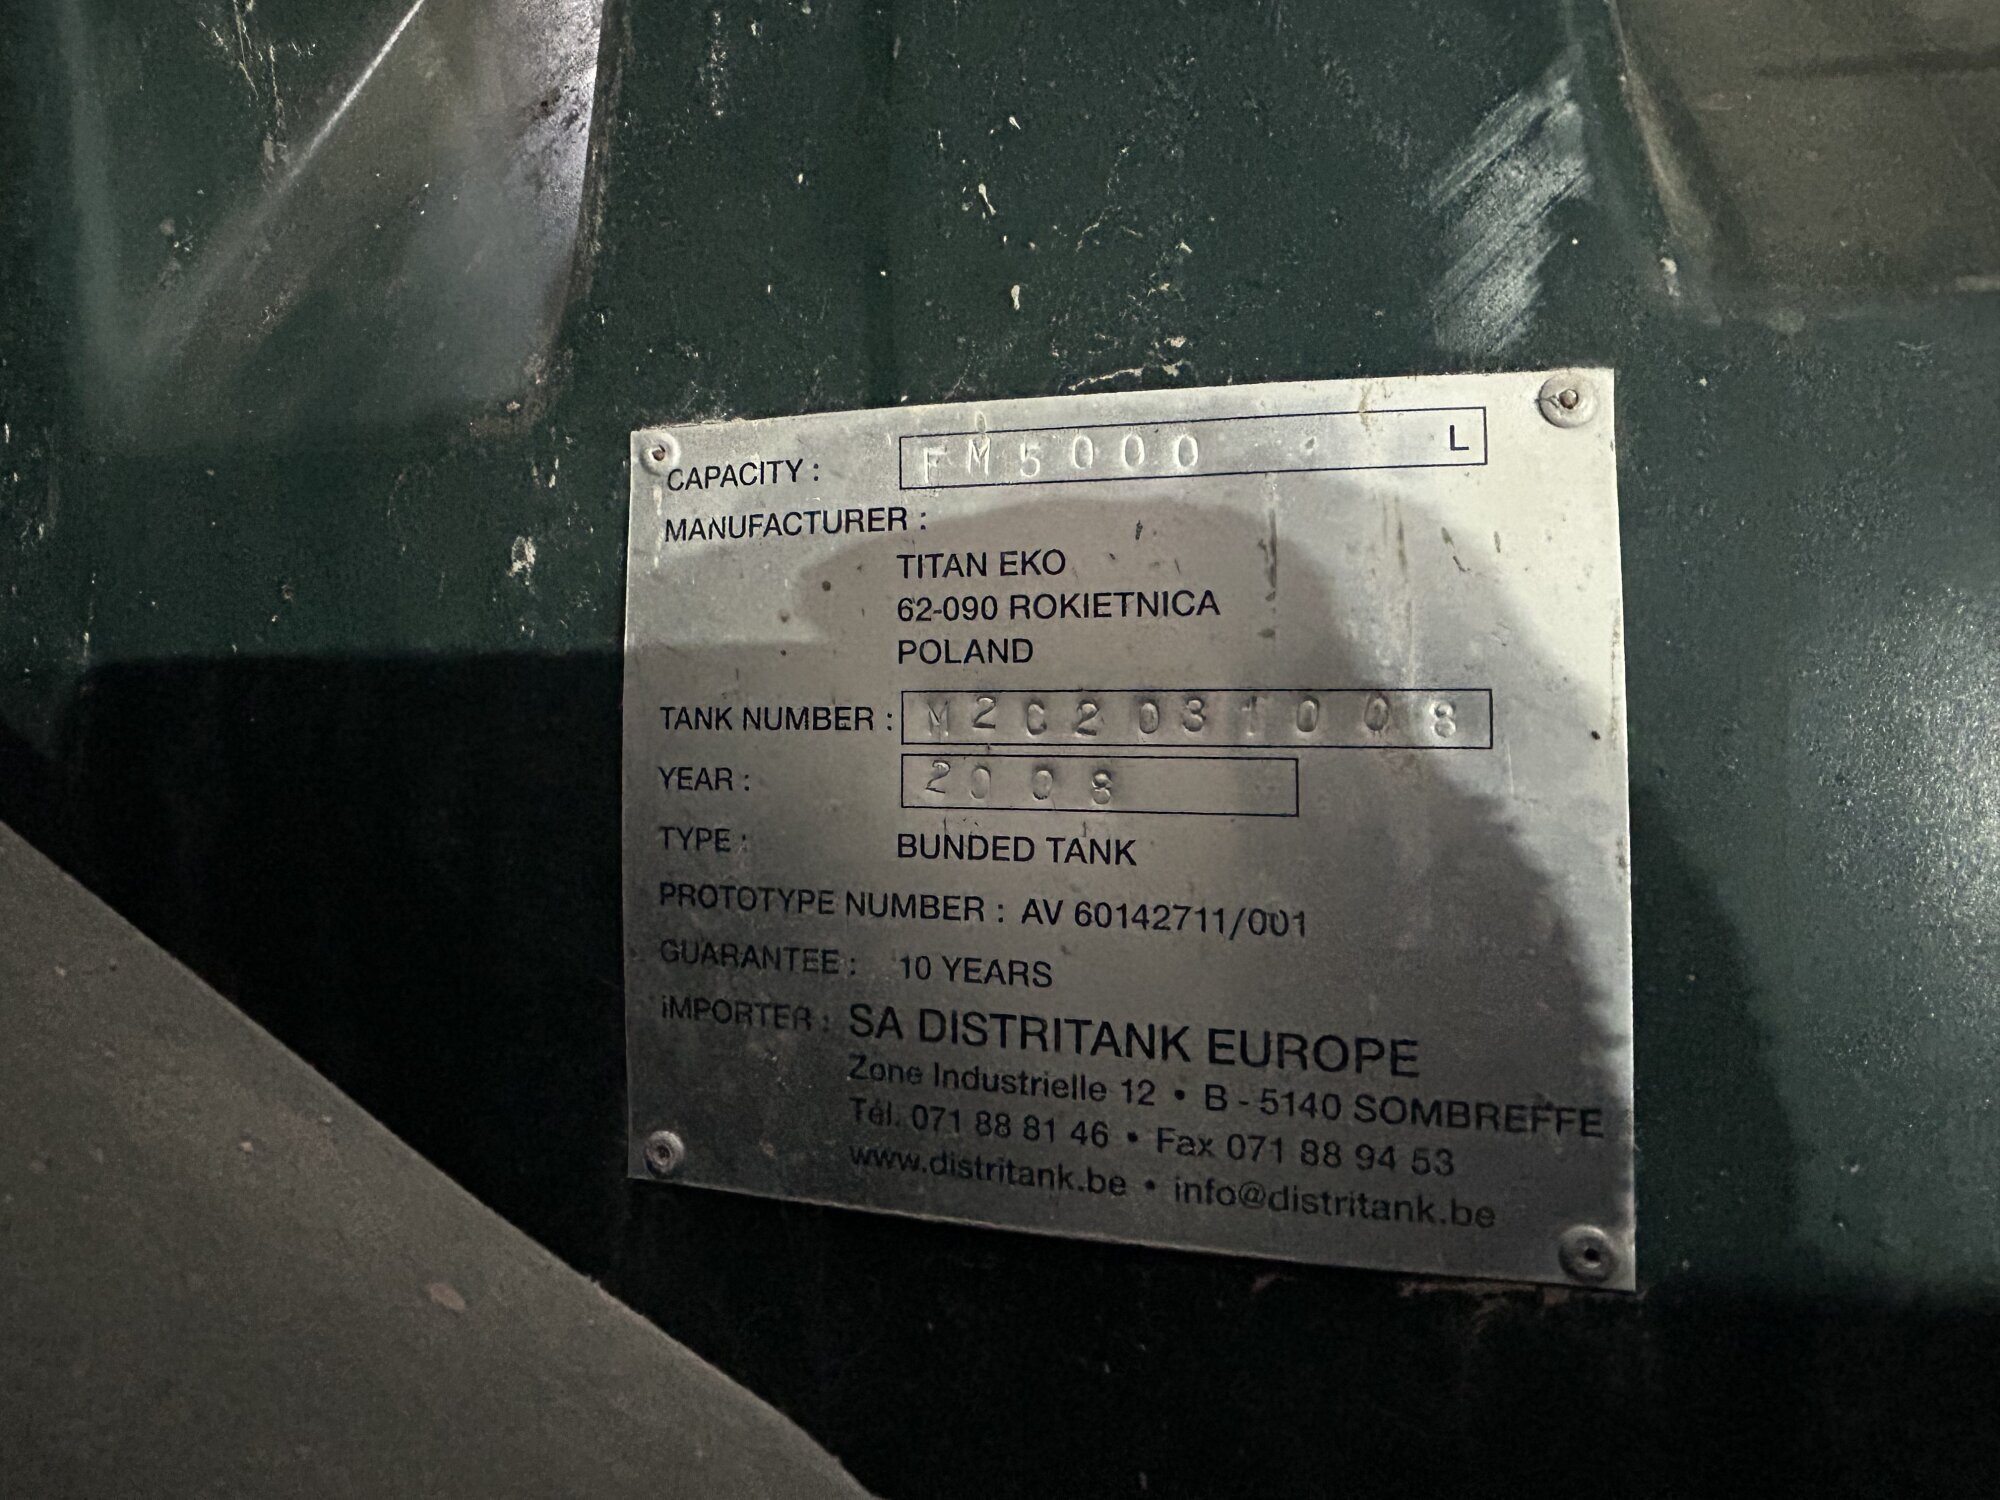 CAPACITY : FM5000 L
MANUFACTURER :
TITAN EKO
62-090 ROKIETNICA
POLAND
TANK NUMBER : M2C2031008
YEAR : 2008
TYPE : BUNDED TANK
PROTOTYPE NUMBER : AV 60142711/001
GUARANTEE : 10 YEARS
iMPORTER : SA DISTRITANK EUROPE
Zone Industrielle 12 • B - 5140 SOMBREFFE
Tél. 071 88 81 46 • Fax 071 88 94 53
www.distritank.be • info@distritank.be